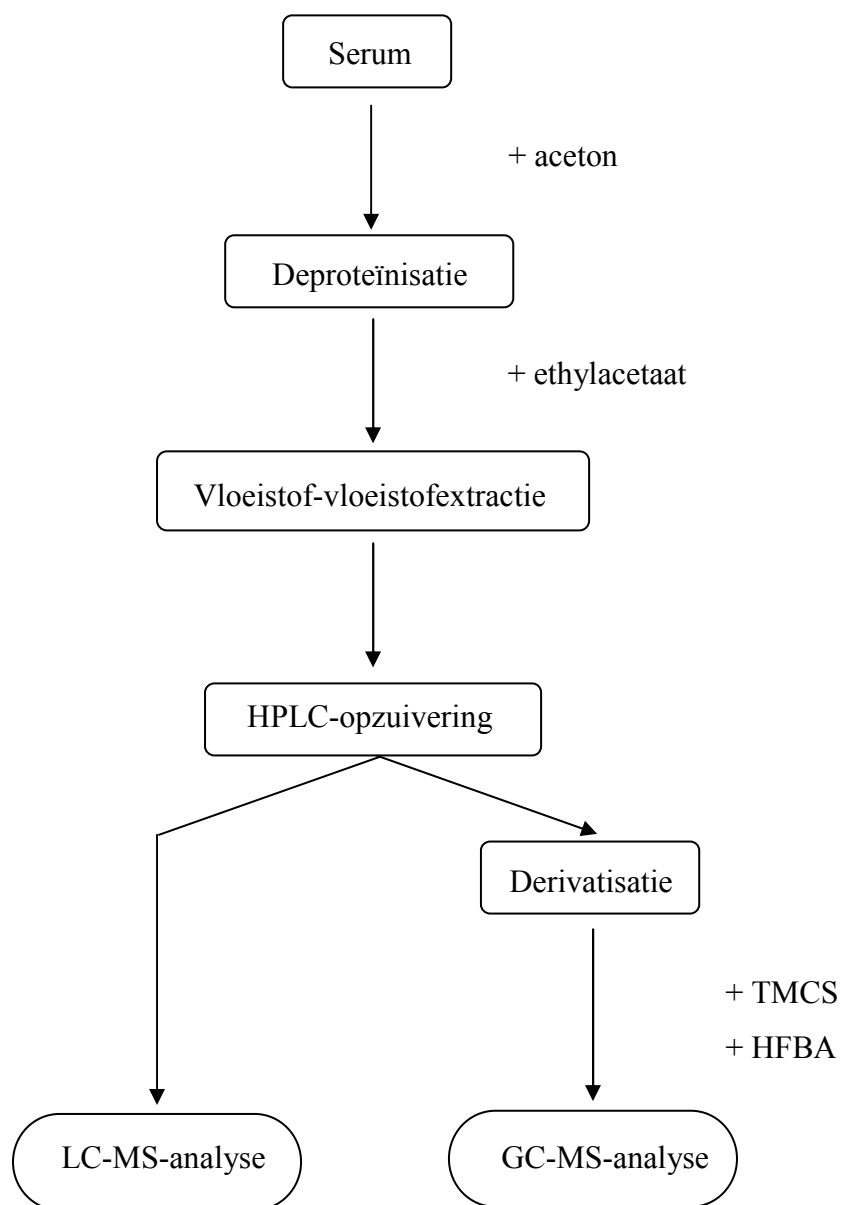 Serum
+ aceton
Deproteïnisatie
+ ethylacetaat
Vloeistof-vloeistofextractie
HPLC-opzuivering
Derivatisatie
+ TMCS
+ HFBA
LC-MS-analyse
GC-MS-analyse